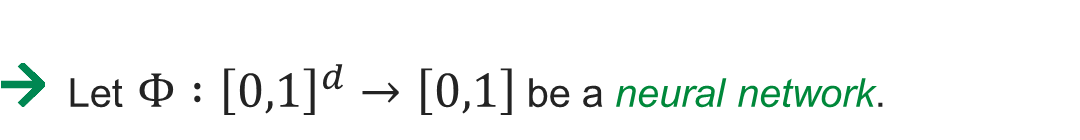 → Let Φ : [0,1]ᵈ → [0,1] be a neural network.